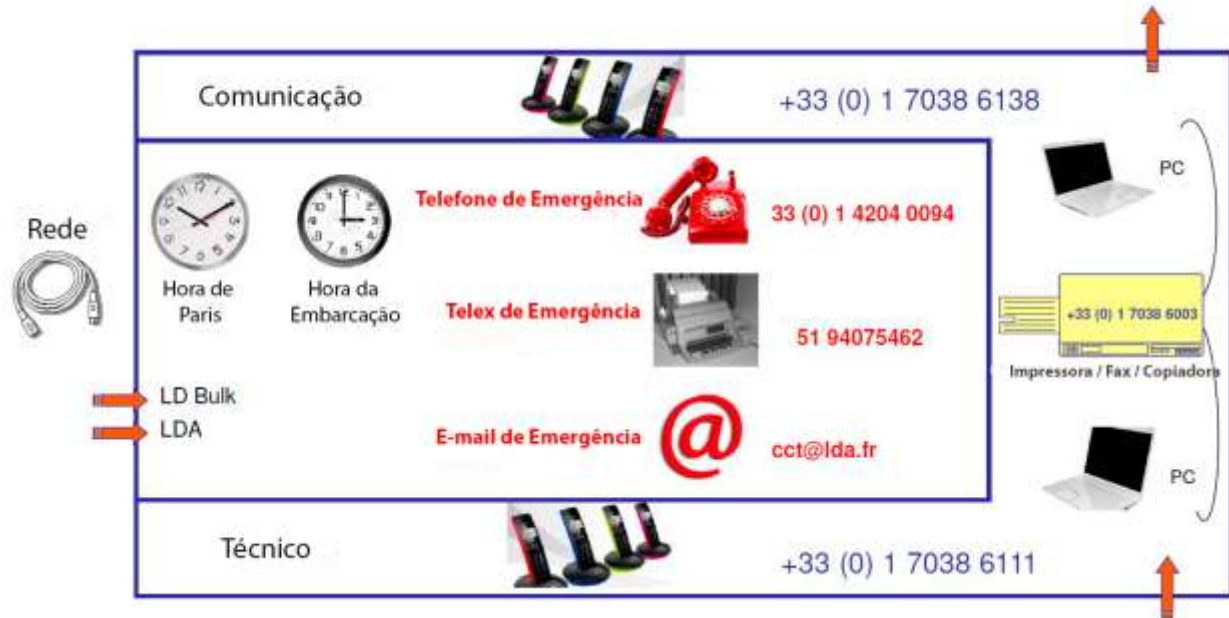 Comunicação
+33 (0) 1 7038 6138
PC
Rede
Telefone de Emergência
33 (0) 1 4204 0094
Hora de
Paris
Hora da
Embarcação
Telex de Emergência
51 94075462
+33 (0) 1 7038 6003
Impressora / Fax / Copiadora
LD Bulk
LDA
E-mail de Emergência
@
cct@lda.fr
PC
Técnico
+33 (0) 1 7038 6111